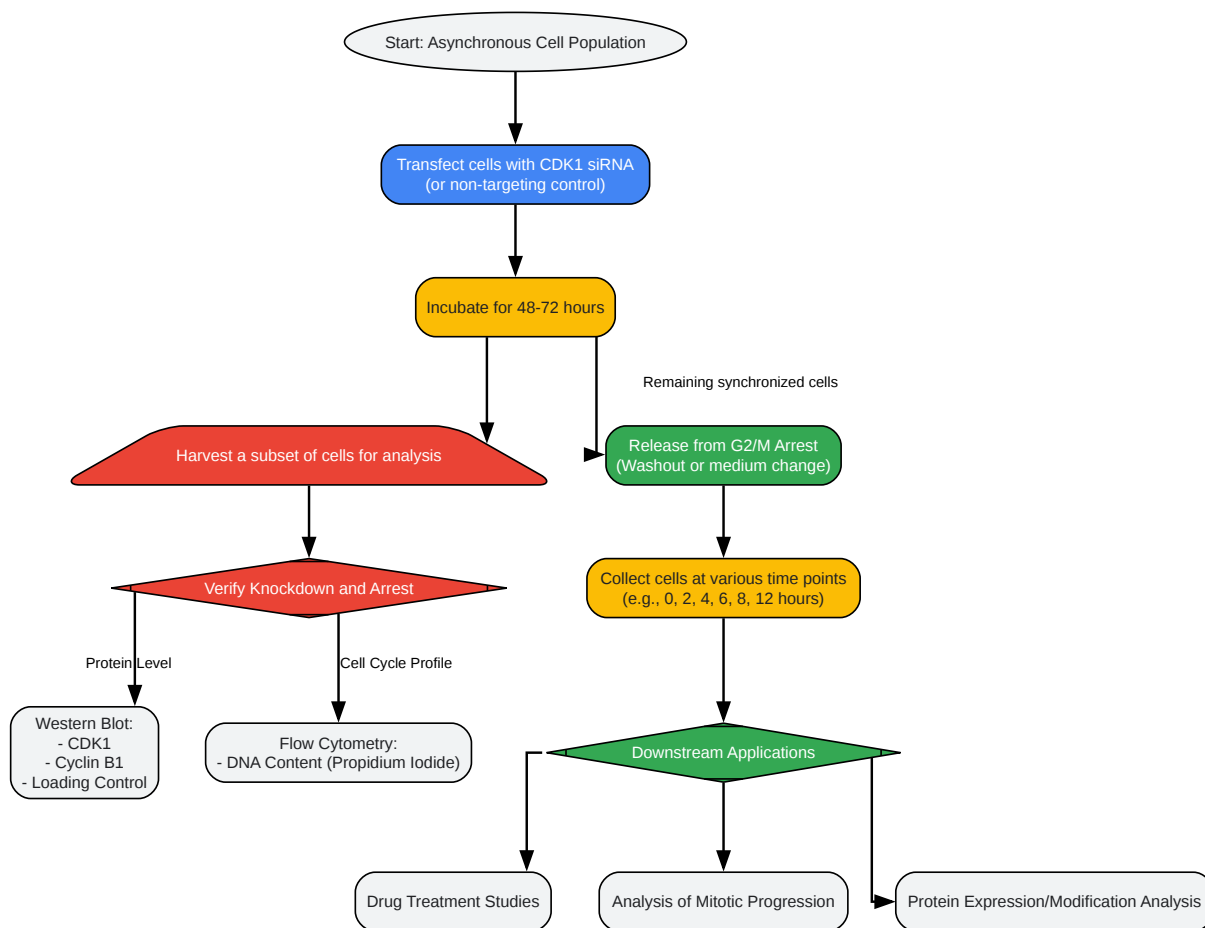 Start: Asynchronous Cell Population
Transfect cells with CDK1 siRNA
(or non-targeting control)
Incubate for 48-72 hours
Remaining synchronized cells
Harvest a subset of cells for analysis
Release from G2/M Arrest
(Washout or medium change)
Verify Knockdown and Arrest
Collect cells at various time points
(e.g., 0, 2, 4, 6, 8, 12 hours)
Protein Level
Cell Cycle Profile
Western Blot:
- CDK1
- Cyclin B1
- Loading Control
Flow Cytometry:
- DNA Content (Propidium Iodide)
Downstream Applications
Drug Treatment Studies
Analysis of Mitotic Progression
Protein Expression/Modification Analysis